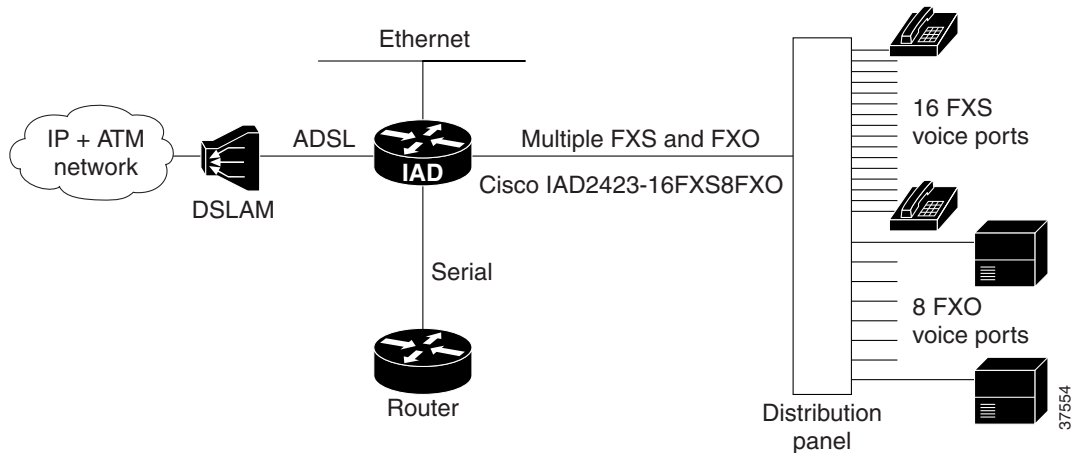 Ethernet
IP + ATM
network
ADSL
DSLAM
IAD
Multiple FXS and FXO
Cisco IAD2423-16FXS8FXO
16 FXS
voice ports
Serial
8 FXO
voice ports
Router
Distribution
panel
37554